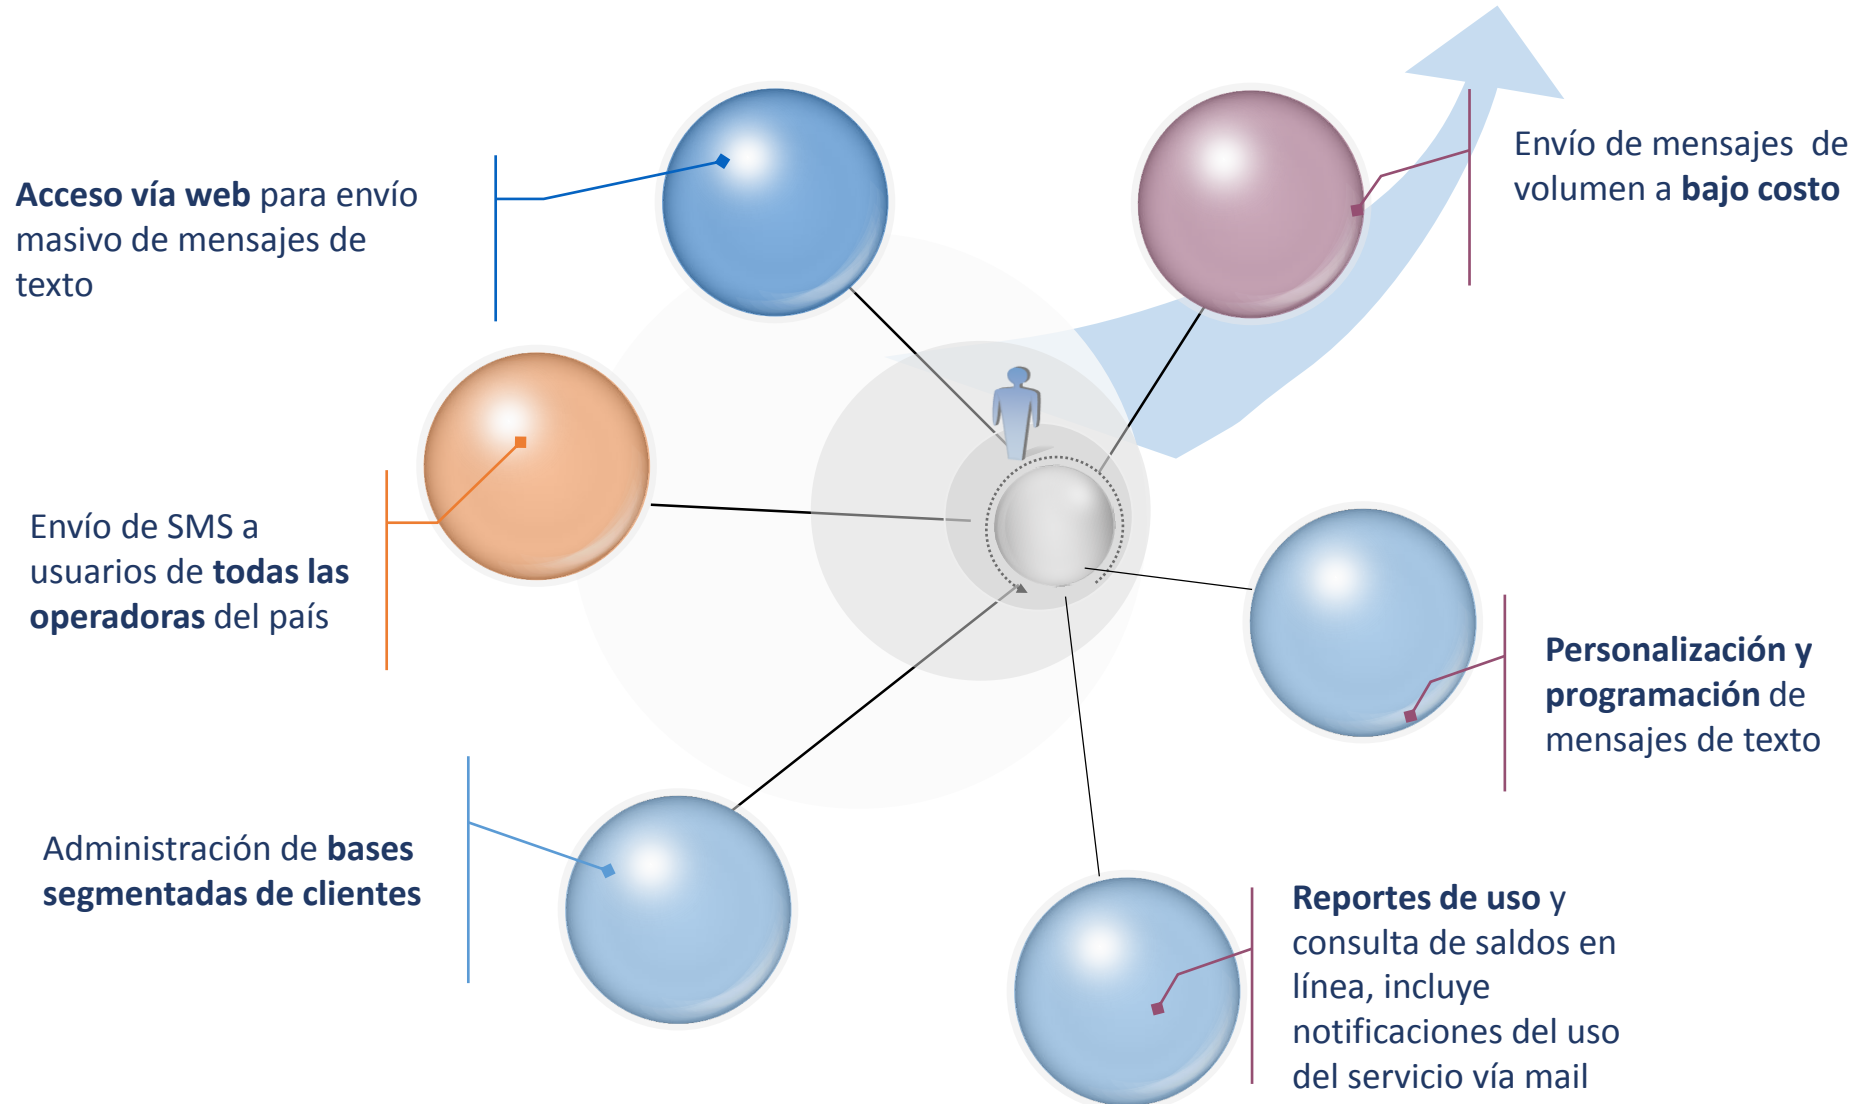 Acceso vía web para envío
masivo de mensajes de
texto
Envío de mensajes de
volumen a bajo costo
Envío de SMS a
usuarios de todas las
operadoras del país
Personalización y
programación de
mensajes de texto
Administración de bases
segmentadas de clientes
Reportes de uso y
consulta de saldos en
línea, incluye
notificaciones del uso
del servicio vía mail